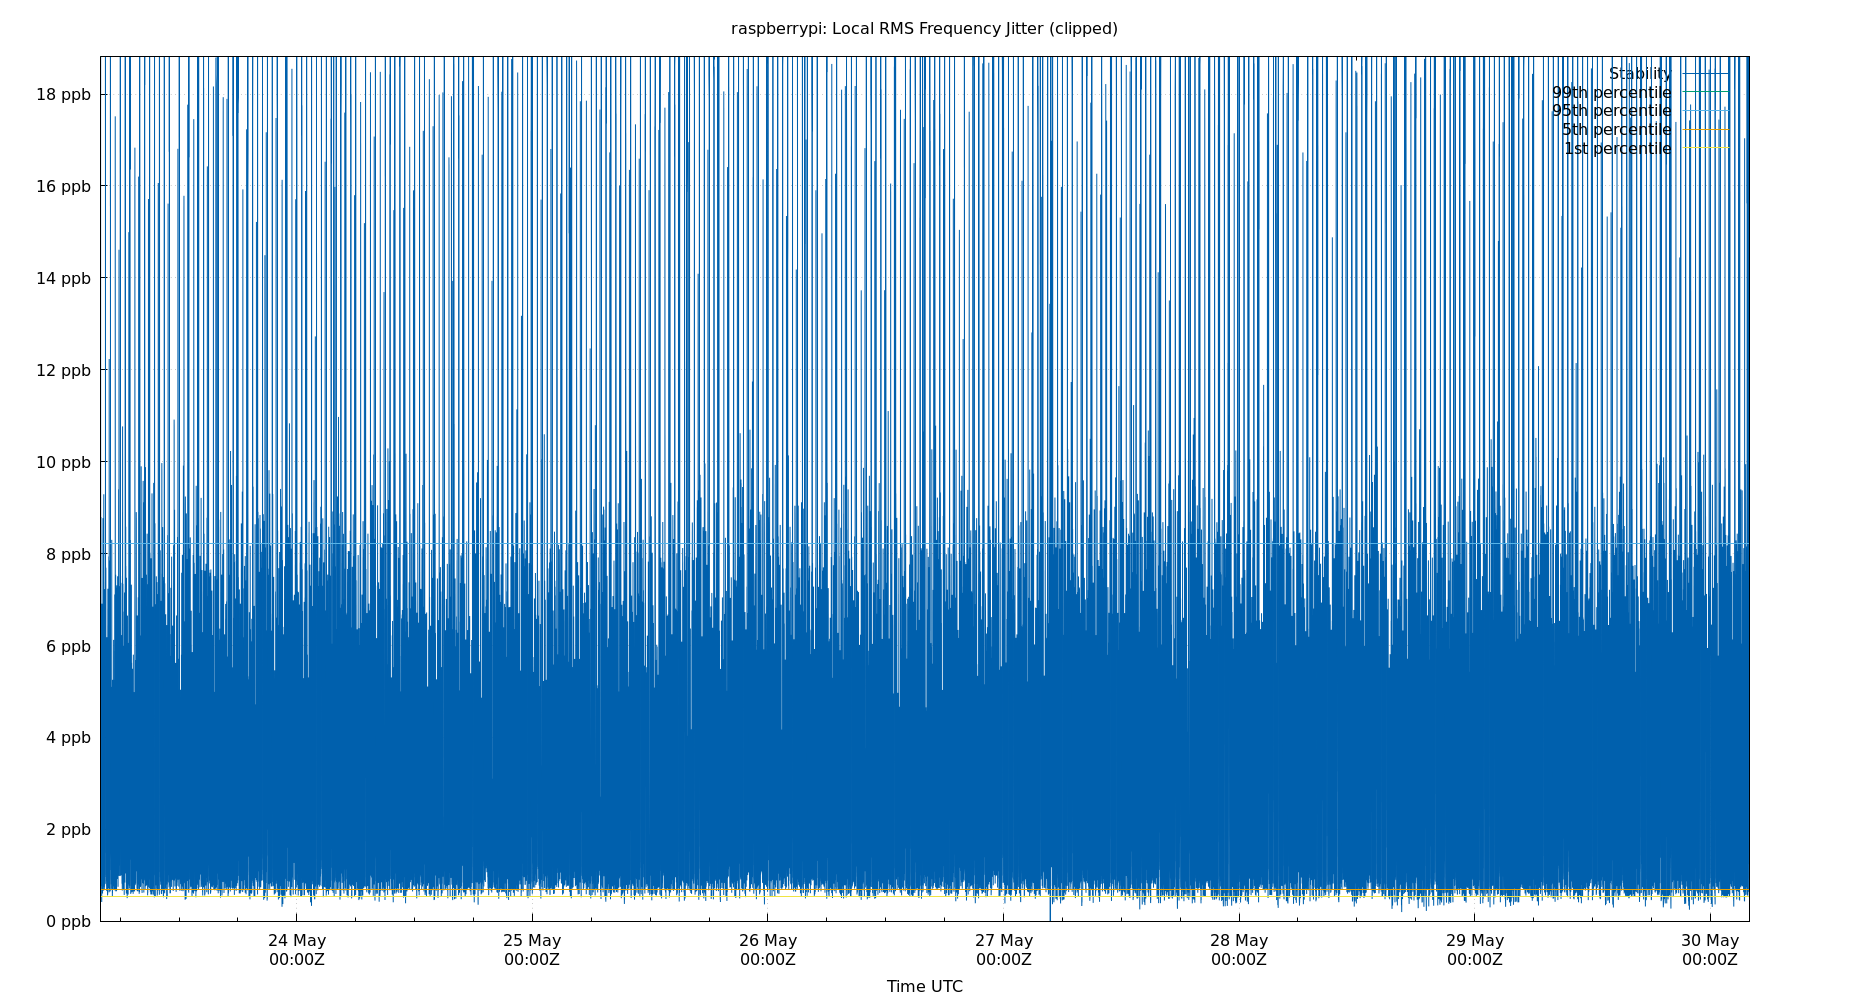 raspberrypi: Local RMS Frequency Jitter (clipped)
Stability
99th percentile
95th percentile
5th percentile
1st percentile
18 ppb
16 ppb
14 ppb
12 ppb
10 ppb
8 ppb
6 ppb
4 ppb
2 ppb
0 ppb
24 May 25 May 26 May 27 May 28 May 29 May 30 May
00:00Z 00:00Z 00:00Z 00:00Z 00:00Z 00:00Z 00:00Z
Time UTC